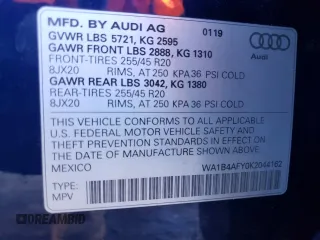 MFD. BY AUDI AG 0119
GVWR LBS 5721, KG 2595
GAWR FRONT LBS 2888, KG 1310
FRONT-TIRES 255/45 R20
8JX20 RIMS, AT 250 KPA 36 PSI COLD
GAWR REAR LBS 3042, KG 1380
REAR-TIRES 255/45 R20
8JX20 RIMS, AT 250 KPA 36 PSI COLD
Audi
THIS VEHICLE CONFORMS TO ALL APPLICABLE
U.S. FEDERAL MOTOR VEHICLE SAFETY, BUMPER, AND
THEFT PREVENTION STANDARDS IN EFFECT ON THE
DATE OF MANUFACTURE SHOWN ABOVE.
MEXICO WA1B4AFY0K2044162
TYPE:
MPV
DREAMBID